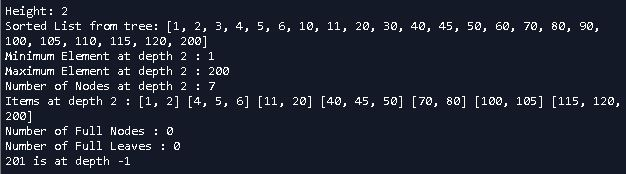 Height: 2
Sorted List from tree: [1, 2, 3, 4, 5, 6, 10, 11, 20, 30, 40, 45, 50, 60, 70, 80, 90,
100, 105, 110, 115, 120, 200]
Minimum Element at depth 2 : 1
Maximum Element at depth 2 : 200
Number of Nodes at depth 2 : 7
Items at depth 2 : [1, 2] [4, 5, 6] [11, 20] [40, 45, 50] [70, 80] [100, 105] [115, 120,
200]
Number of Full Nodes : 0
Number of Full Leaves : 0
201 is at depth -1